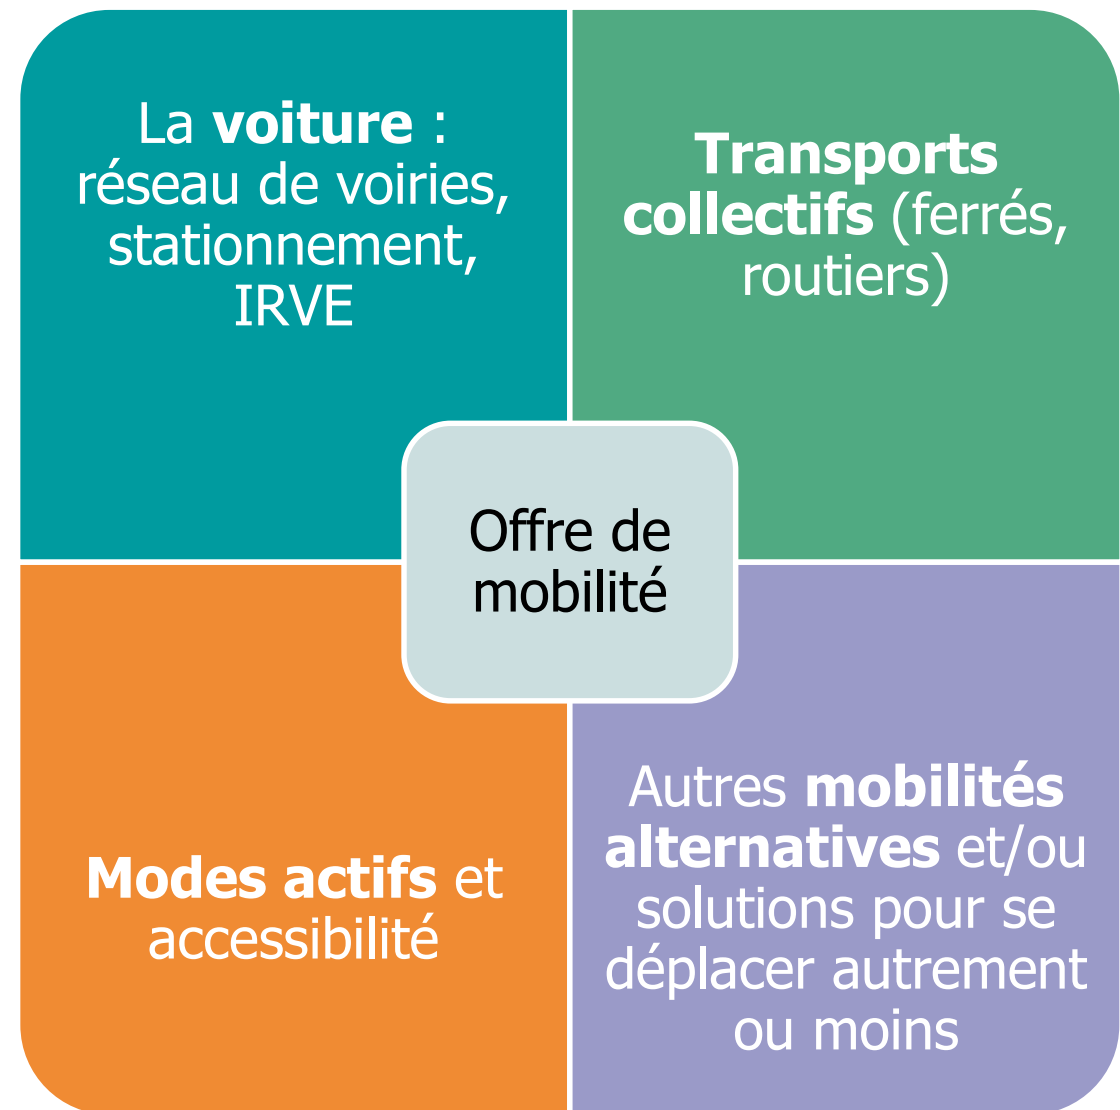 La voiture :
réseau de voiries,
stationnement,
IRVE
Transports
collectifs (ferrés,
routiers)
Offre de
mobilité
Modes actifs et
accessibilité
Autres mobilités
alternatives et/ou
solutions pour se
déplacer autrement
ou moins